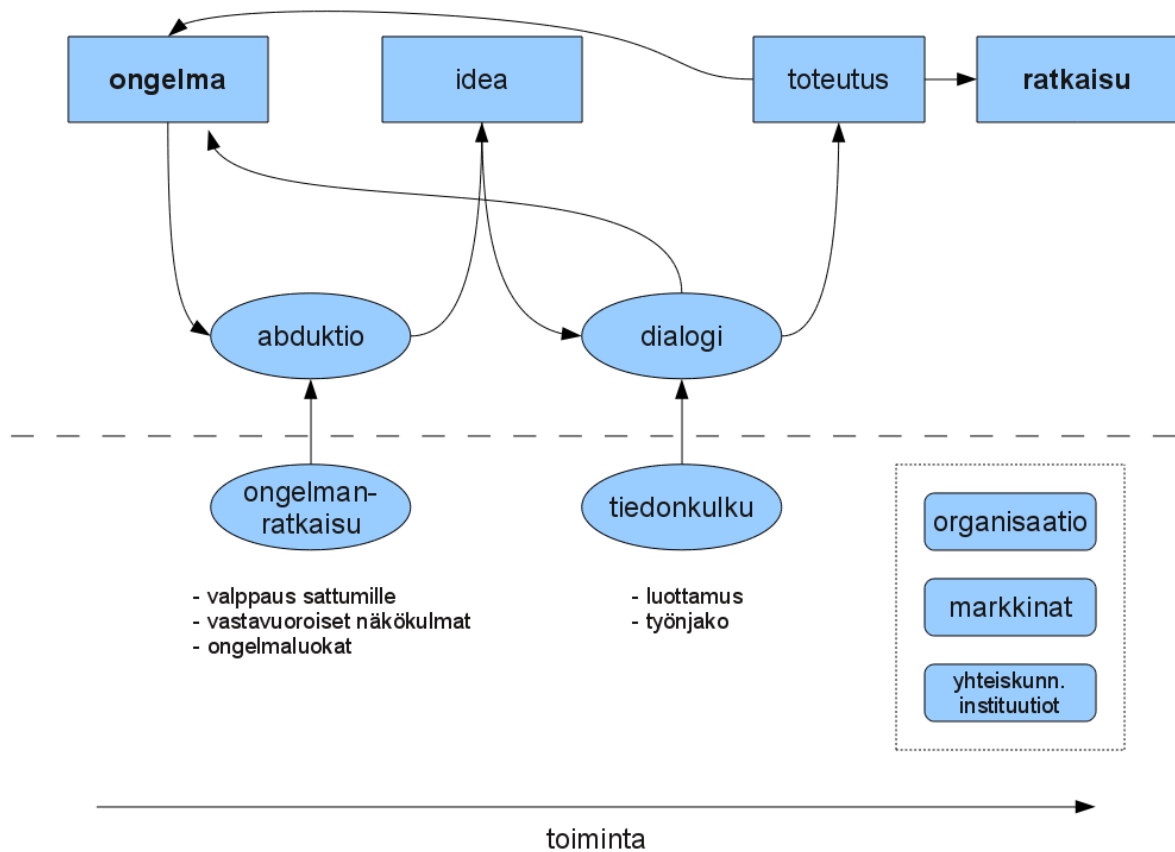 ongelma
idea
toteutus
ratkaisu
abduktio
dialogi
ongelman-
ratkaisu
tiedonkulku
- valppaus sattumille
- vastavuoroiset näkökulmat
- ongelmaluokat
- luottamus
- työnjako
organisaatio
markkinat
yhteiskunn.
instituutiot
toiminta